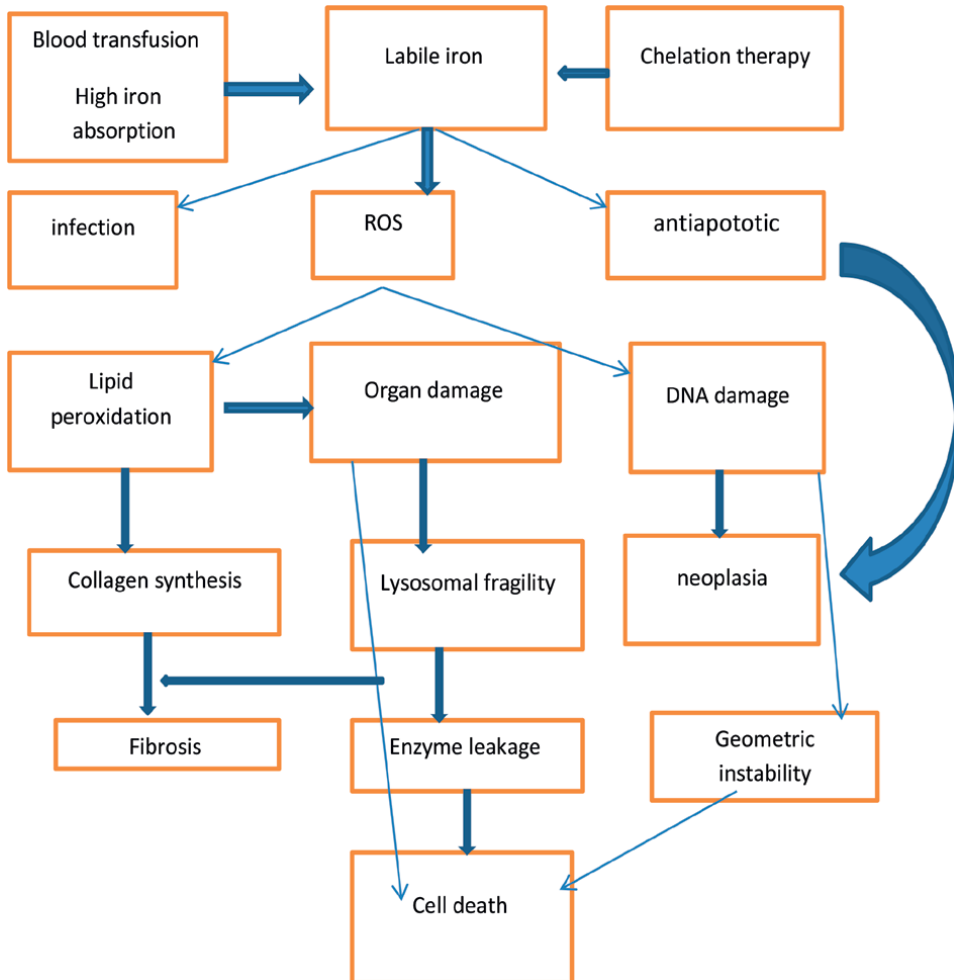 Blood transfusion
High iron
absorption
Labile iron
Chelation therapy
infection
ROS
antiapototic
Lipid
peroxidation
Organ damage
DNA damage
Collagen synthesis
Lysosomal fragility
neoplasia
Fibrosis
Enzyme leakage
Geometric
instability
Cell death